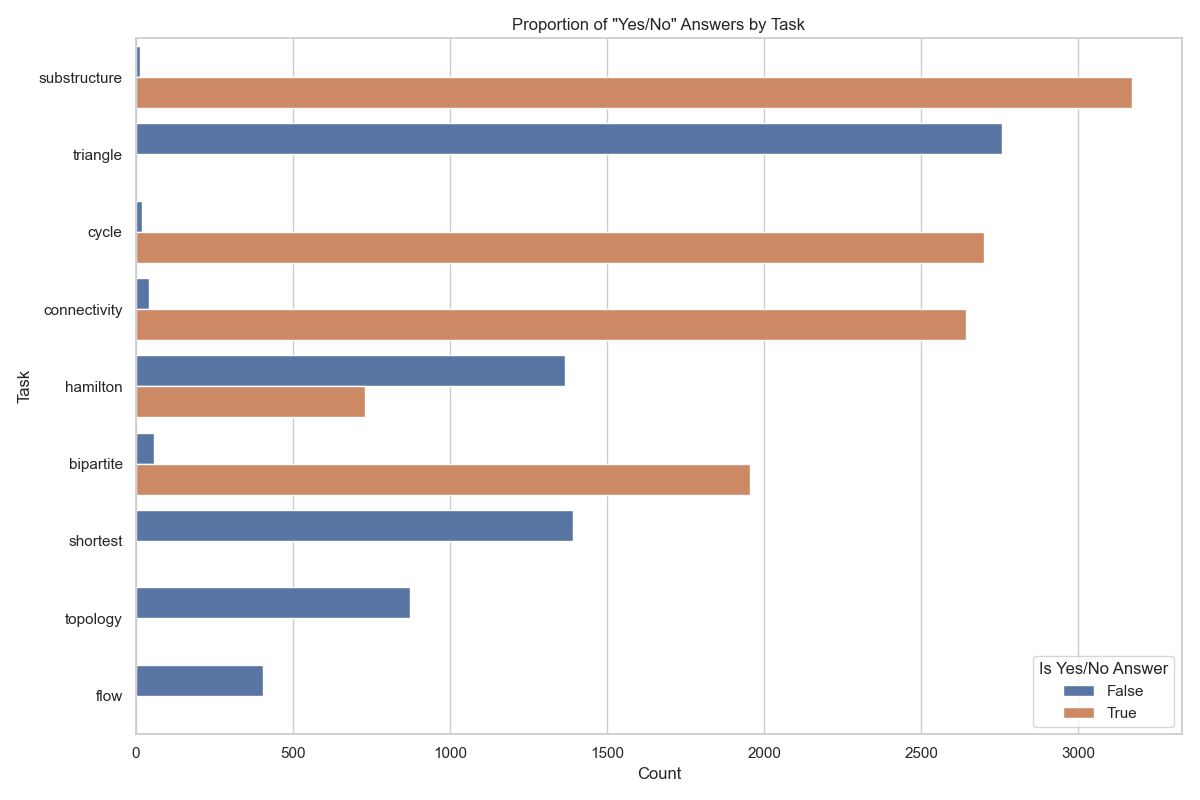 Proportion of "Yes/No" Answers by Task
substructure
triangle
cycle
connectivity
hamilton
bipartite
shortest
topology
flow
Task
0 500 1000 1500 2000 2500 3000
Count
Is Yes/No Answer
False
True